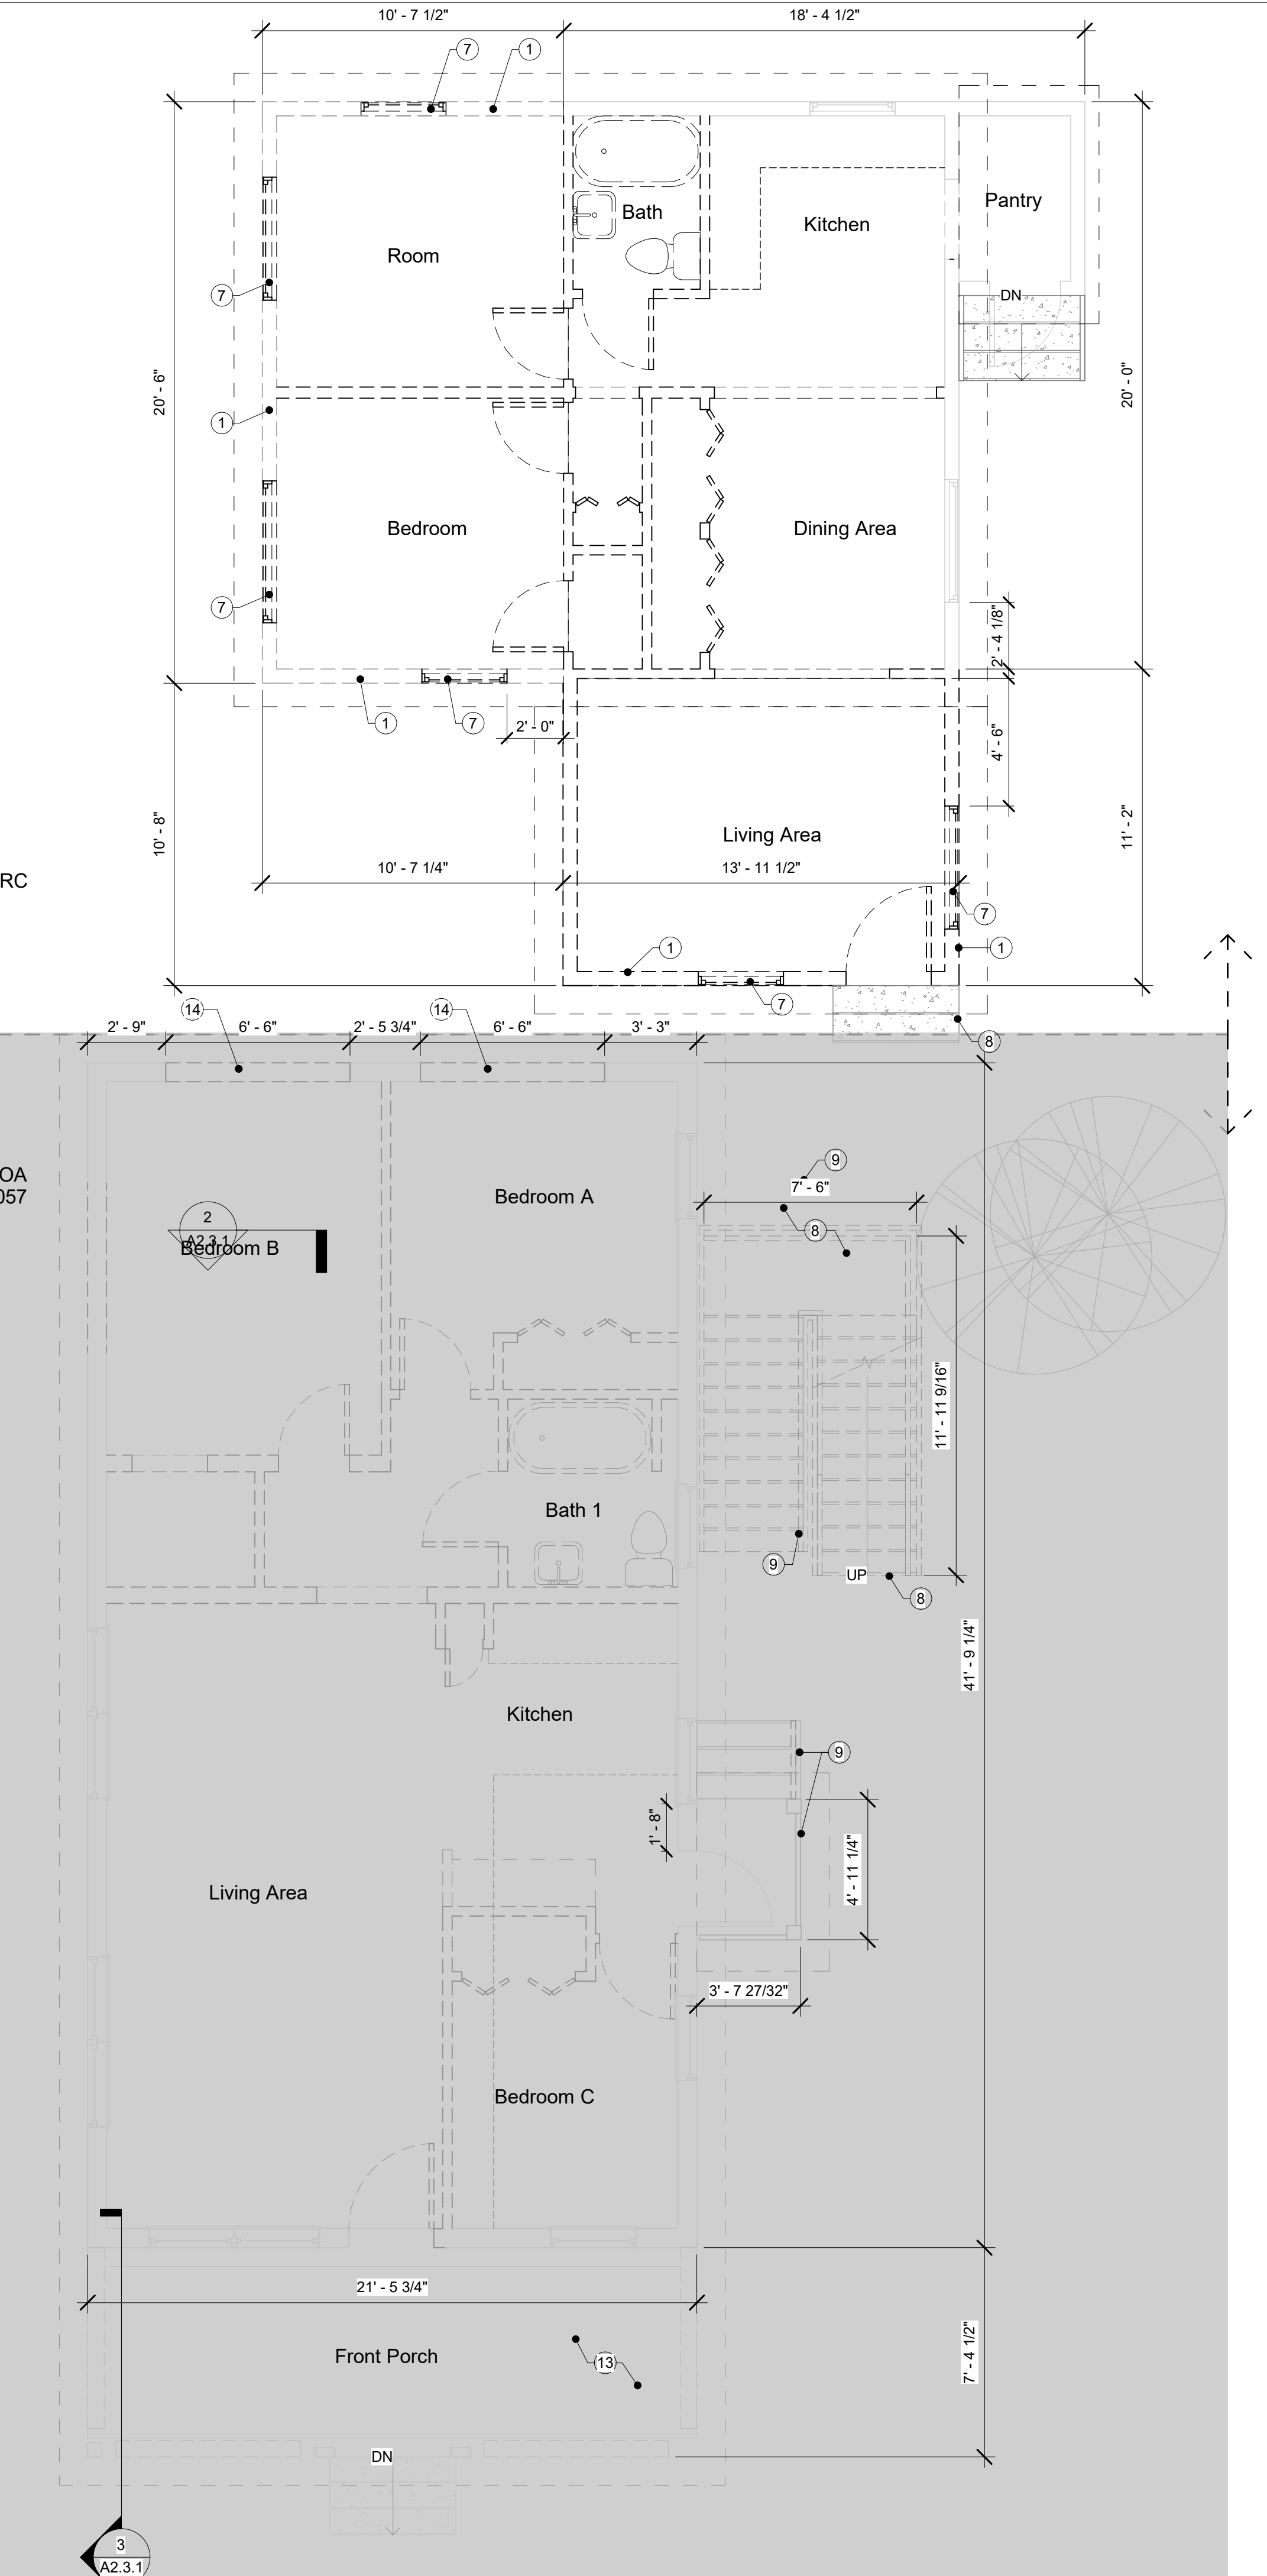 10' - 7 1/2"
18' - 4 1/2"
7
1
Room
Bath
Kitchen
Pantry
7
DN
20' - 6"
20' - 0"
1
Bedroom
Dining Area
7
2' - 4 1/8"
1
7
2' - 0"
4' - 6"
10' - 8"
Living Area
11' - 2"
10' - 7 1/4"
13' - 11 1/2"
RC
7
1
1
7
14
14
2' - 9"
6' - 6"
2' - 5 3/4"
6' - 6"
3' - 3"
8
9
OA
057
Bedroom A
7' - 6"
2
A2.3.1
Bedroom B
8
11' - 11 9/16"
Bath 1
9
UP
8
41' - 9 1/4"
Kitchen
9
1' - 8"
4' - 11 1/4"
Living Area
3' - 7 27/32"
Bedroom C
21' - 5 3/4"
Front Porch
13
7' - 4 1/2"
DN
3
A2.3.1